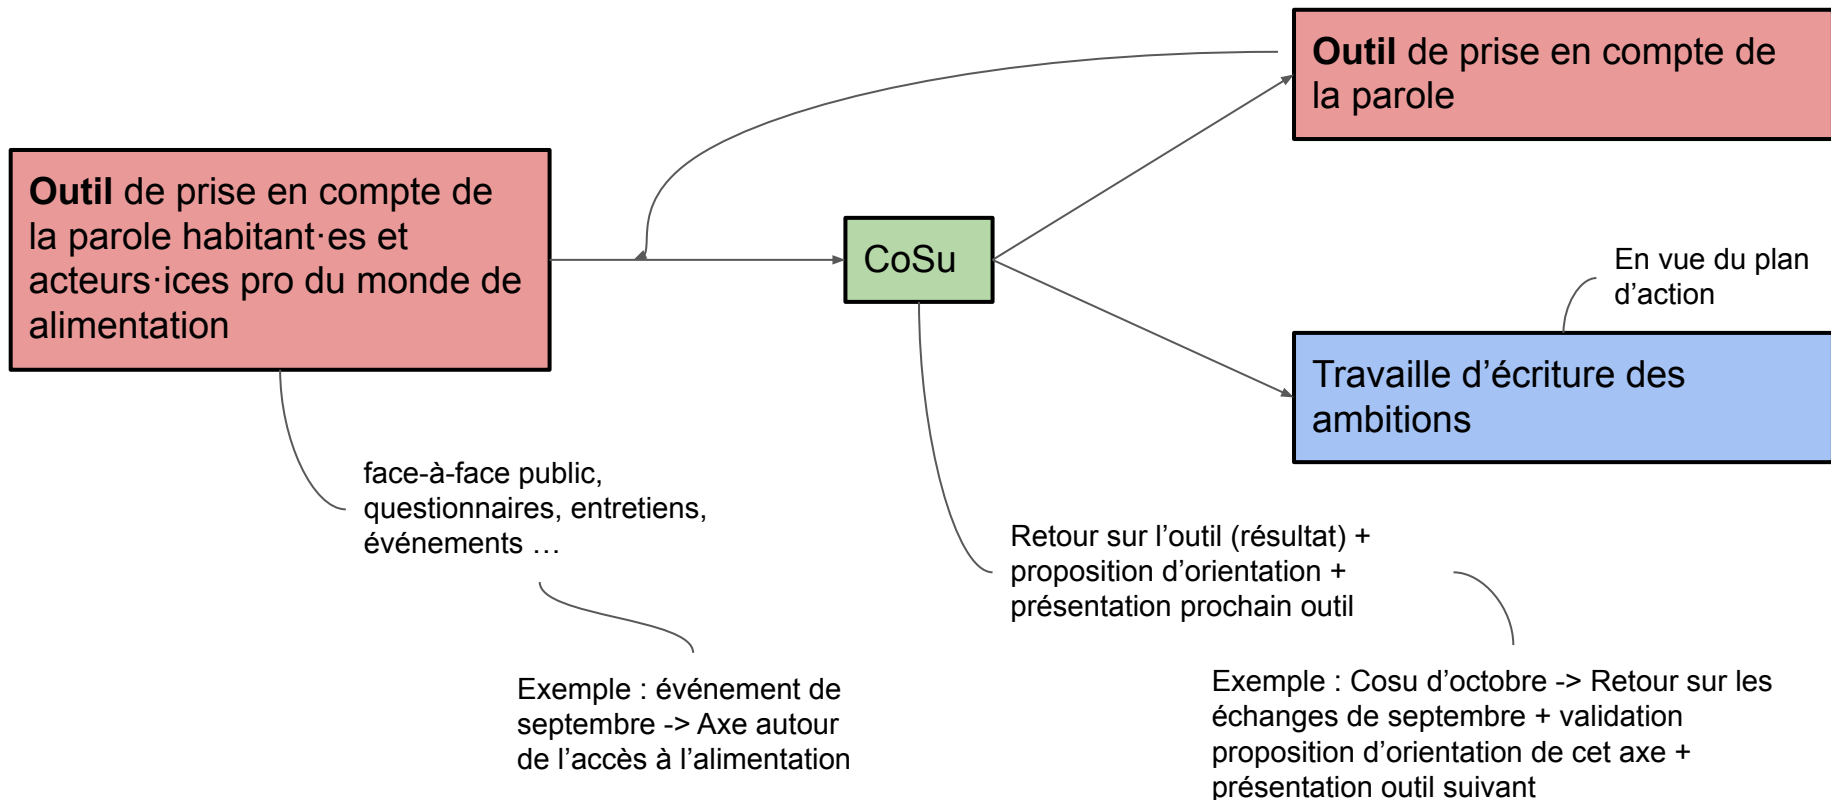 Outil de prise en compte de
la parole
Outil de prise en compte de
la parole habitant·es et
acteurs·ices pro du monde de
alimentation
CoSu
En vue du plan
d’action
Travaille d’écriture des
ambitions
face-à-face public,
questionnaires, entretiens,
événements …
Retour sur l’outil (résultat) +
proposition d’orientation +
présentation prochain outil
Exemple : événement de
septembre -> Axe autour
de l’accès à l’alimentation
Exemple : Cosu d’octobre -> Retour sur les
échanges de septembre + validation
proposition d’orientation de cet axe +
présentation outil suivant